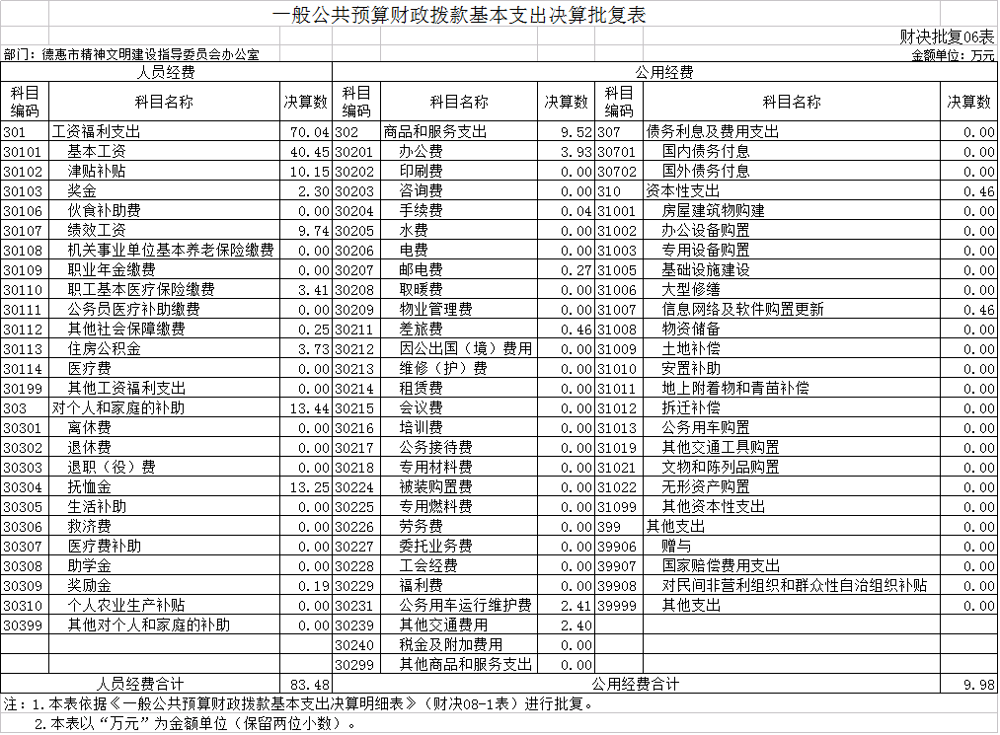 一般公共预算财政拨款基本支出决算批复表
财决批复06表
部门：德惠市精神文明建设指导委员会办公室 金额单位：万元
人员经费 公用经费
科目编码 科目名称 决算数 科目编码 科目名称 决算数 科目编码 科目名称 决算数
301 工资福利支出 70.04 302 商品和服务支出 9.52 307 债务利息及费用支出 0.00
30101 基本工资 40.45 30201 办公费 3.93 30701 国内债务付息 0.00
30102 津贴补贴 10.15 30202 印刷费 0.00 30702 国外债务付息 0.00
30103 奖金 2.30 30203 咨询费 0.00 310 资本性支出 0.46
30106 伙食补助费 0.00 30204 手续费 0.04 31001 房屋建筑物购建 0.00
30107 绩效工资 9.74 30205 水费 0.00 31002 办公设备购置 0.00
30108 机关事业单位基本养老保险缴费 0.00 30206 电费 0.00 31003 专用设备购置 0.00
30109 职业年金缴费 0.00 30207 邮电费 0.27 31005 基础设施建设 0.00
30110 职工基本医疗保险缴费 3.41 30208 取暖费 0.00 31006 大型修缮 0.00
30111 公务员医疗补助缴费 0.00 30209 物业管理费 0.00 31007 信息网络及软件购置更新 0.46
30112 其他社会保障缴费 0.25 30211 差旅费 0.46 31008 物资储备 0.00
30113 住房公积金 3.73 30212 因公出国（境）费用 0.00 31009 土地补偿 0.00
30114 医疗费 0.00 30213 维修（护）费 0.00 31010 安置补助 0.00
30199 其他工资福利支出 0.00 30214 租赁费 0.00 31011 地上附着物和青苗补偿 0.00
303 对个人和家庭的补助 13.44 30215 会议费 0.00 31012 拆迁补偿 0.00
30301 离休费 0.00 30216 培训费 0.00 31013 公务用车购置 0.00
30302 退休费 0.00 30217 公务接待费 0.00 31019 其他交通工具购置 0.00
30303 退职（役）费 0.00 30218 专用材料费 0.00 31021 文物和陈列品购置 0.00
30304 抚恤金 13.25 30224 被装购置费 0.00 31022 无形资产购置 0.00
30305 生活补助 0.00 30225 专用燃料费 0.00 31099 其他资本性支出 0.00
30306 救济费 0.00 30226 劳务费 0.00 399 其他支出 0.00
30307 医疗费补助 0.00 30227 委托业务费 0.00 39906 赠与 0.00
30308 助学金 0.00 30228 工会经费 0.00 39907 国家赔偿费用支出 0.00
30309 奖励金 0.19 30229 福利费 0.00 39908 对民间非营利组织和群众性自治组织补贴 0.00
30310 个人农业生产补贴 0.00 30231 公务用车运行维护费 2.41 39999 其他支出 0.00
30399 其他对个人和家庭的补助 0.00 30239 其他交通费用 2.40
30240 税金及附加费用 0.00
30299 其他商品和服务支出 0.00
人员经费合计 83.48 公用经费合计 9.98
注：1.本表依据《一般公共预算财政拨款基本支出决算明细表》（财决08-1表）进行批复。
2.本表以“万元”为金额单位（保留两位小数）。